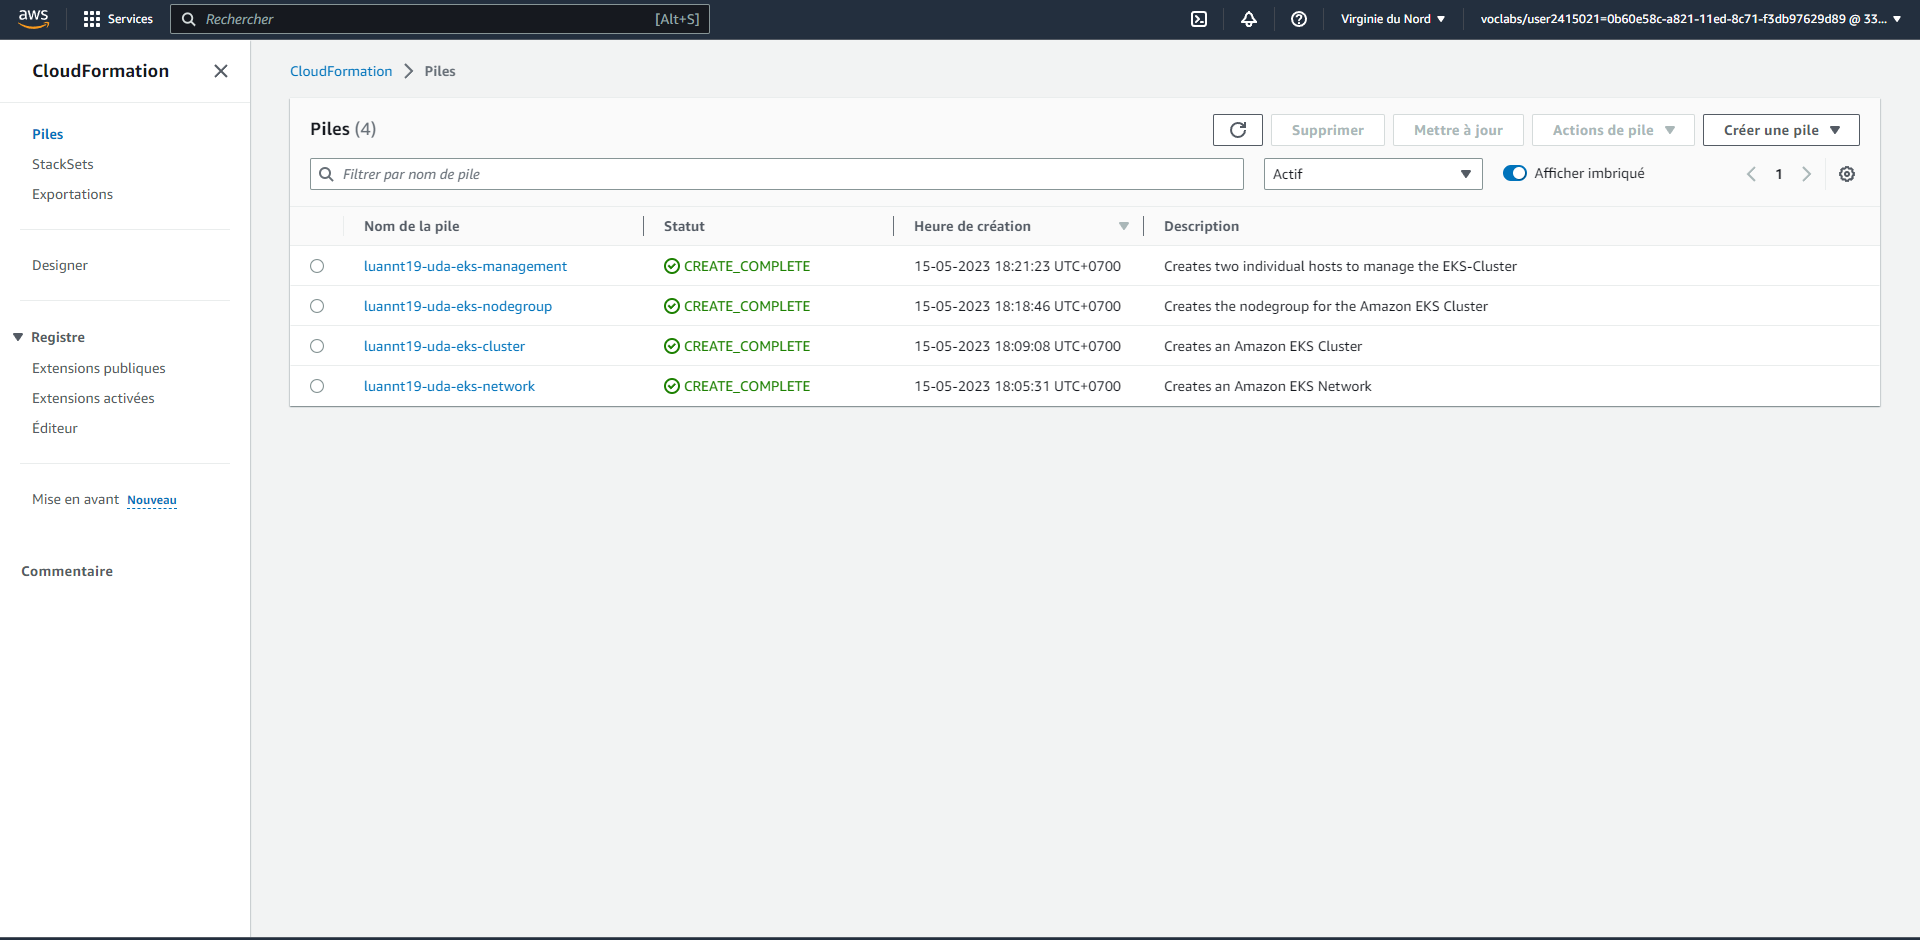 aws Services Rechercher [Alt+S] Virginie du Nord voclabs/user2415021=0b60e58c-a821-11ed-8c71-f3db97629d89 @ 33...
CloudFormation
Piles
StackSets
Exportations
Designer
Registre
Extensions publiques
Extensions activées
Éditeur
Mise en avant Nouveau
Commentaire
CloudFormation Piles
Piles (4) Supprimer Mettre à jour Actions de pile Créer une pile
Filtrer par nom de pile Actif Afficher imbriqué 1
Nom de la pile Statut Heure de création Description
luannt19-uda-eks-management CREATE_COMPLETE 15-05-2023 18:21:23 UTC+0700 Creates two individual hosts to manage the EKS-Cluster
luannt19-uda-eks-nodegroup CREATE_COMPLETE 15-05-2023 18:18:46 UTC+0700 Creates the nodegroup for the Amazon EKS Cluster
luannt19-uda-eks-cluster CREATE_COMPLETE 15-05-2023 18:09:08 UTC+0700 Creates an Amazon EKS Cluster
luannt19-uda-eks-network CREATE_COMPLETE 15-05-2023 18:05:31 UTC+0700 Creates an Amazon EKS Network